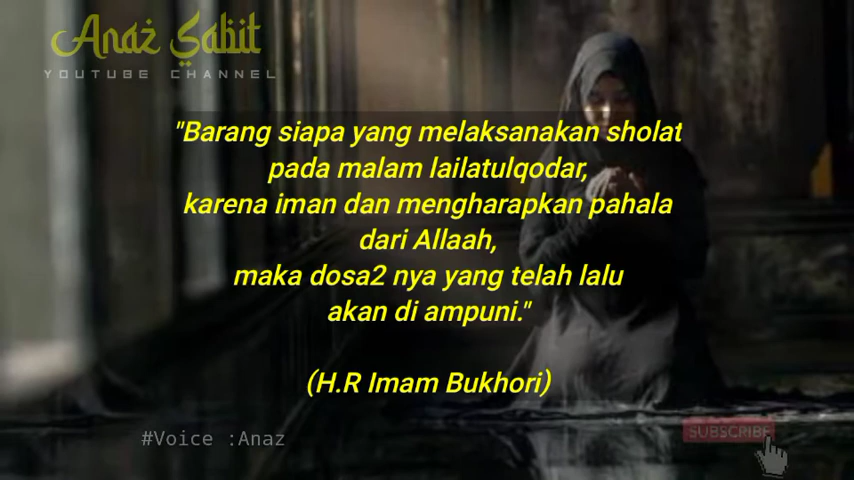 Anaz Sabit
YOUTUBE CHANNEL
"Barang siapa yang melaksanakan sholat
pada malam lailatulqodar,
karena iman dan mengharapkan pahala
dari Allaah,
maka dosa2 nya yang telah lalu
akan di ampuni."
(H.R Imam Bukhori)
#Voice :Anaz
SUBSCRIBE